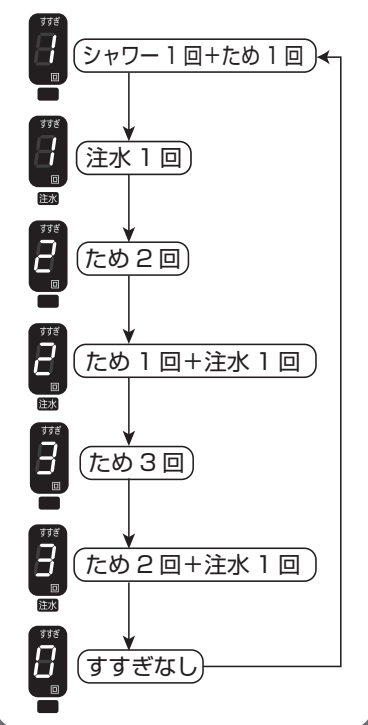 すすぎ
1
回
シャワー1回+ため1回
すすぎ
1
回
注水
注水1回
すすぎ
2
回
ため2回
すすぎ
2
回
注水
ため1回+注水1回
すすぎ
3
回
ため3回
すすぎ
3
回
注水
ため2回+注水1回
すすぎ
0
回
すすぎなし